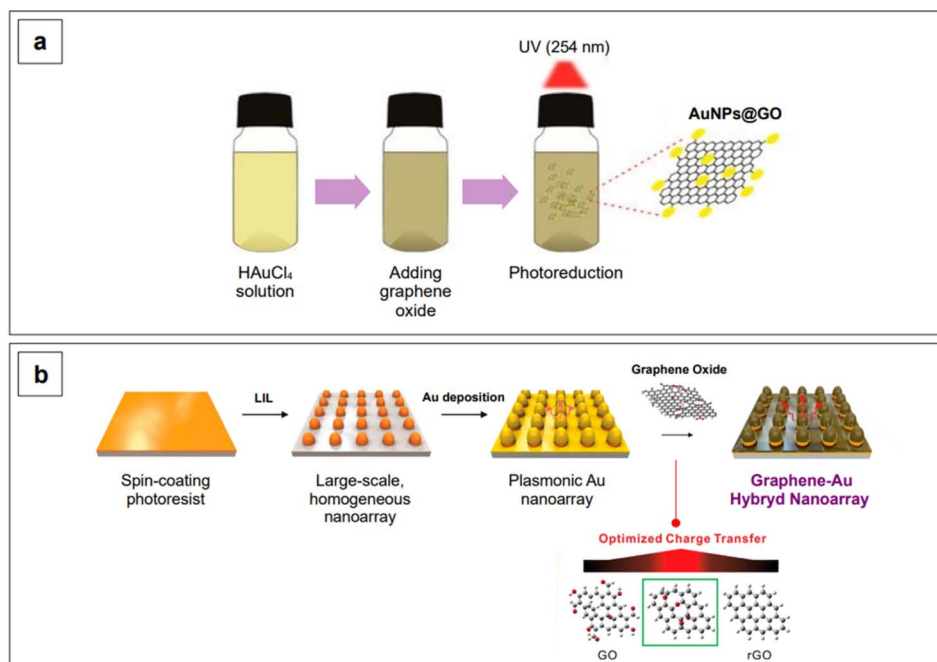 a
UV (254 nm)
AuNPs@GO
HAuCl₄
solution
Adding
graphene
oxide
Photoreduction
b
LIL
Au deposition
Graphene Oxide
Spin-coating
photoresist
Large-scale,
homogeneous
nanoarray
Plasmonic Au
nanoarray
Graphene-Au
Hybryd Nanoarray
Optimized Charge Transfer
GO
rGO